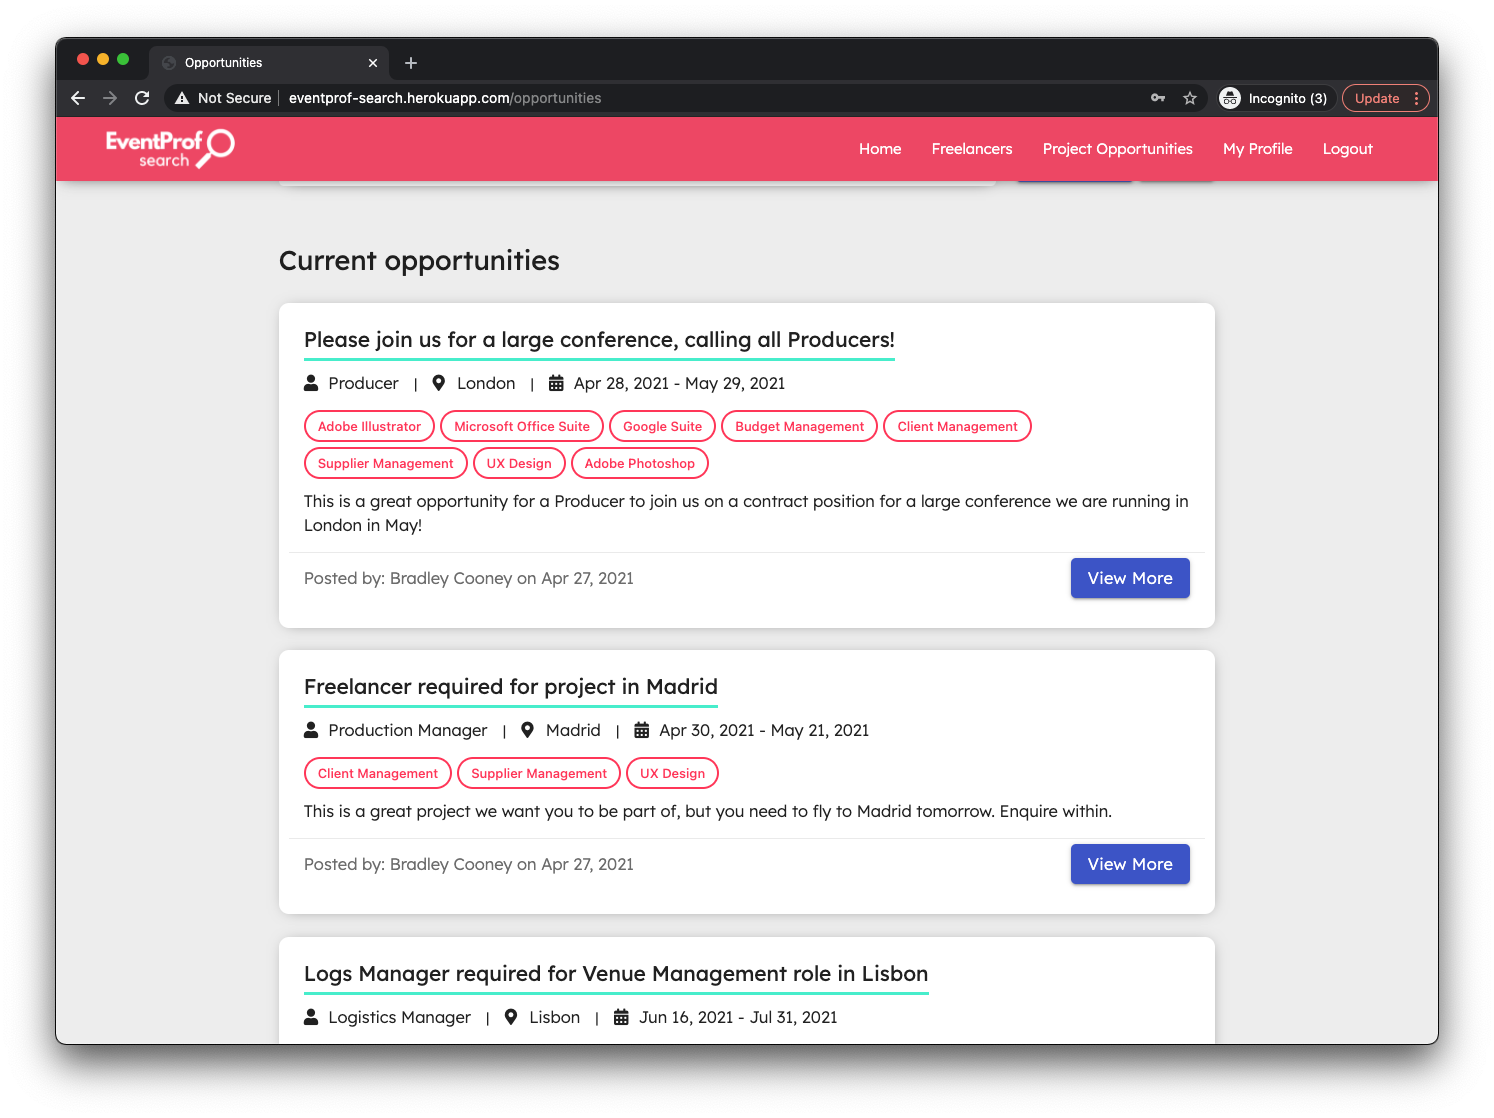 Opportunities
Not Secure eventprof-search.herokuapp.com/opportunities Incognito (3) Update
EventProf
search
Home Freelancers Project Opportunities My Profile Logout
Current opportunities
Please join us for a large conference, calling all Producers!
Producer | London | Apr 28, 2021 - May 29, 2021
Adobe Illustrator Microsoft Office Suite Google Suite Budget Management Client Management
Supplier Management UX Design Adobe Photoshop
This is a great opportunity for a Producer to join us on a contract position for a large conference we are running in
London in May!
Posted by: Bradley Cooney on Apr 27, 2021 View More
Freelancer required for project in Madrid
Production Manager | Madrid | Apr 30, 2021 - May 21, 2021
Client Management Supplier Management UX Design
This is a great project we want you to be part of, but you need to fly to Madrid tomorrow. Enquire within.
Posted by: Bradley Cooney on Apr 27, 2021 View More
Logs Manager required for Venue Management role in Lisbon
Logistics Manager | Lisbon | Jun 16, 2021 - Jul 31, 2021